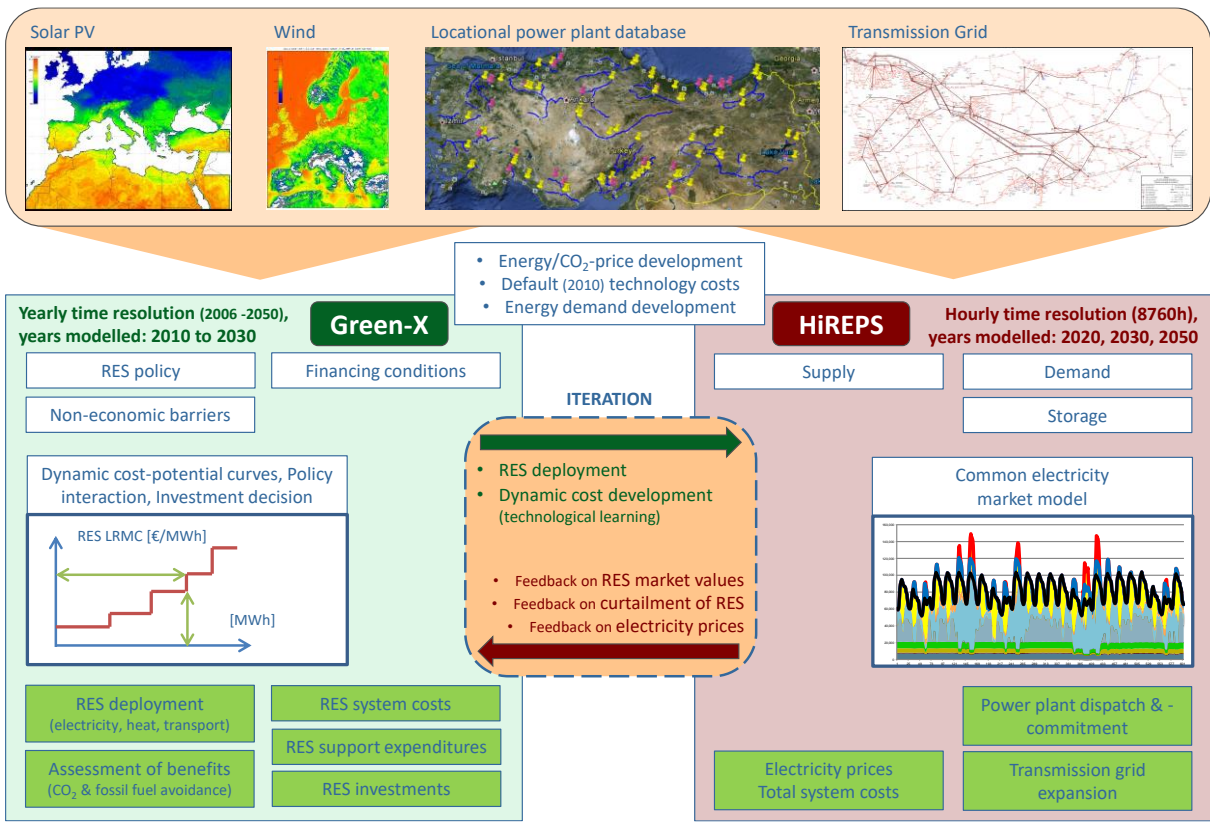 Solar PV
Wind
Locational power plant database
Transmission Grid
Istanbul
Georgia
Ankara
Turkey
• Energy/CO₂-price development
• Default (2010) technology costs
• Energy demand development
Yearly time resolution (2006 -2050),
years modelled: 2010 to 2030
Green-X
HiREPS
Hourly time resolution (8760h),
years modelled: 2020, 2030, 2050
RES policy
Financing conditions
Non-economic barriers
Supply
Demand
Storage
ITERATION
• RES deployment
• Dynamic cost development
(technological learning)
• Feedback on RES market values
• Feedback on curtailment of RES
• Feedback on electricity prices
Dynamic cost-potential curves, Policy
interaction, Investment decision
RES LRMC [€/MWh]
[MWh]
Common electricity
market model
RES deployment
(electricity, heat, transport)
RES system costs
RES support expenditures
Assessment of benefits
(CO₂ & fossil fuel avoidance)
RES investments
Power plant dispatch & -
commitment
Electricity prices
Total system costs
Transmission grid
expansion